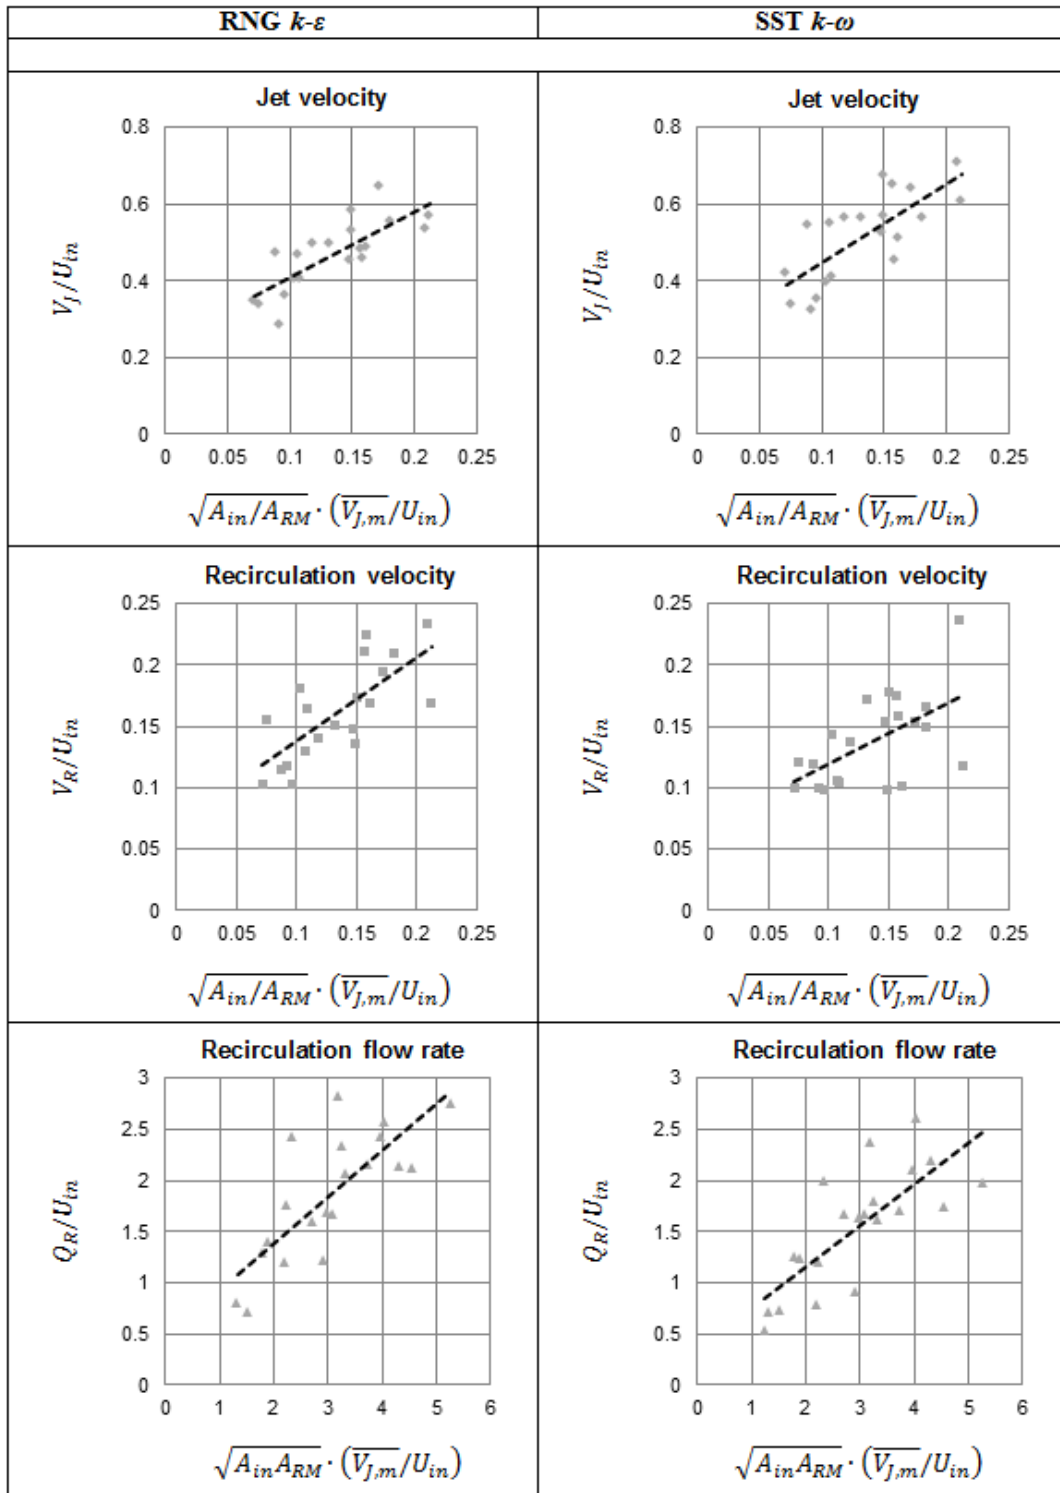 RNG k-ε
SST k-ω
Jet velocity
V_J/U_in
0.8
0.6
0.4
0.2
0
0 0.05 0.1 0.15 0.2 0.25
√A_in/A_RM · (V_J,m/U_in)
Jet velocity
V_J/U_in
0.8
0.6
0.4
0.2
0
0 0.05 0.1 0.15 0.2 0.25
√A_in/A_RM · (V_J,m/U_in)
Recirculation velocity
V_R/U_in
0.25
0.2
0.15
0.1
0.05
0
0 0.05 0.1 0.15 0.2 0.25
√A_in/A_RM · (V_J,m/U_in)
Recirculation velocity
V_R/U_in
0.25
0.2
0.15
0.1
0.05
0
0 0.05 0.1 0.15 0.2 0.25
√A_in/A_RM · (V_J,m/U_in)
Recirculation flow rate
Q_R/U_in
3
2.5
2
1.5
1
0.5
0
0 1 2 3 4 5 6
√A_in A_RM · (V_J,m/U_in)
Recirculation flow rate
Q_R/U_in
3
2.5
2
1.5
1
0.5
0
0 1 2 3 4 5 6
√A_in A_RM · (V_J,m/U_in)